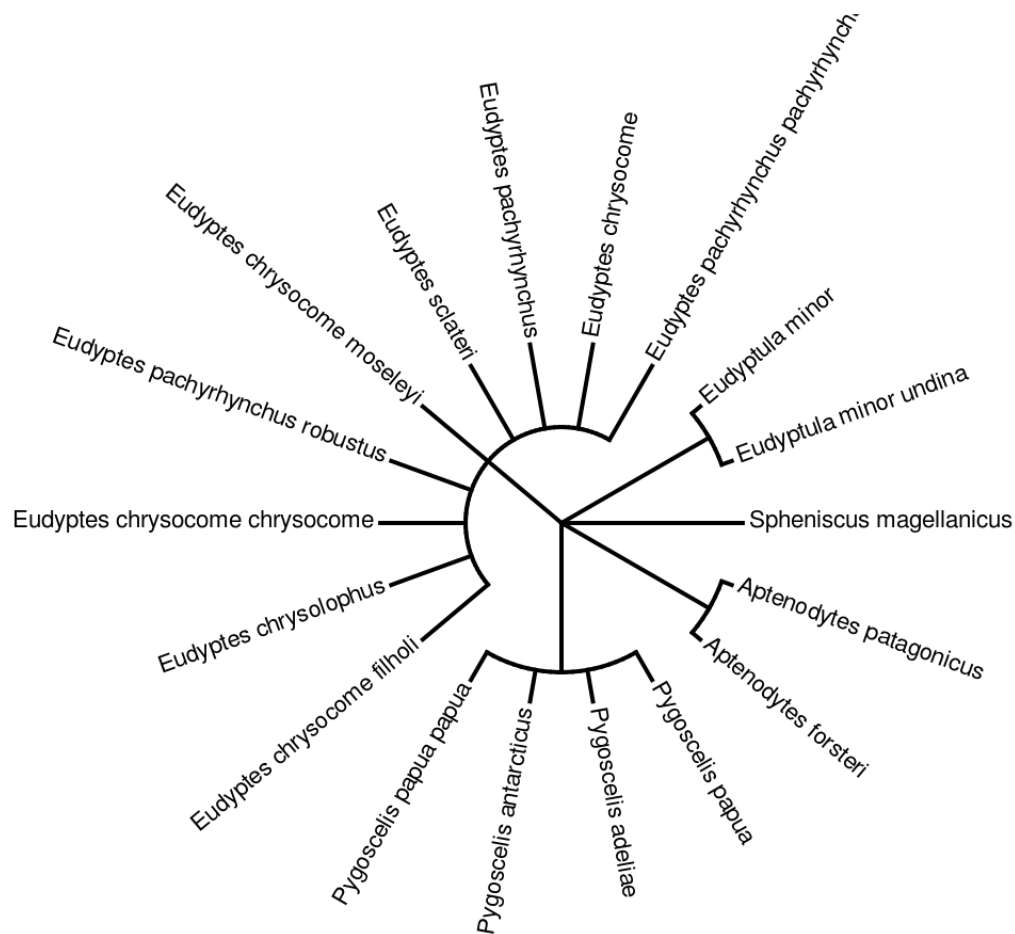 Eudyptes pachyrhynchus pachyrhynch
Eudyptes pachyrhynchus
Eudyptes chrysocome
Eudyptes chrysocome moseleyi
Eudyptes sclateri
Eudyptula minor
Eudyptes pachyrhynchus robustus
Eudyptula minor undina
Eudyptes chrysocome chrysocome
Spheniscus magellanicus
Eudyptes chrysolophus
Aptenodytes patagonicus
Eudyptes chrysocome filholi
Aptenodytes forsteri
Pygoscelis papua papua
Pygoscelis antarcticus
Pygoscelis adeliae
Pygoscelis papua